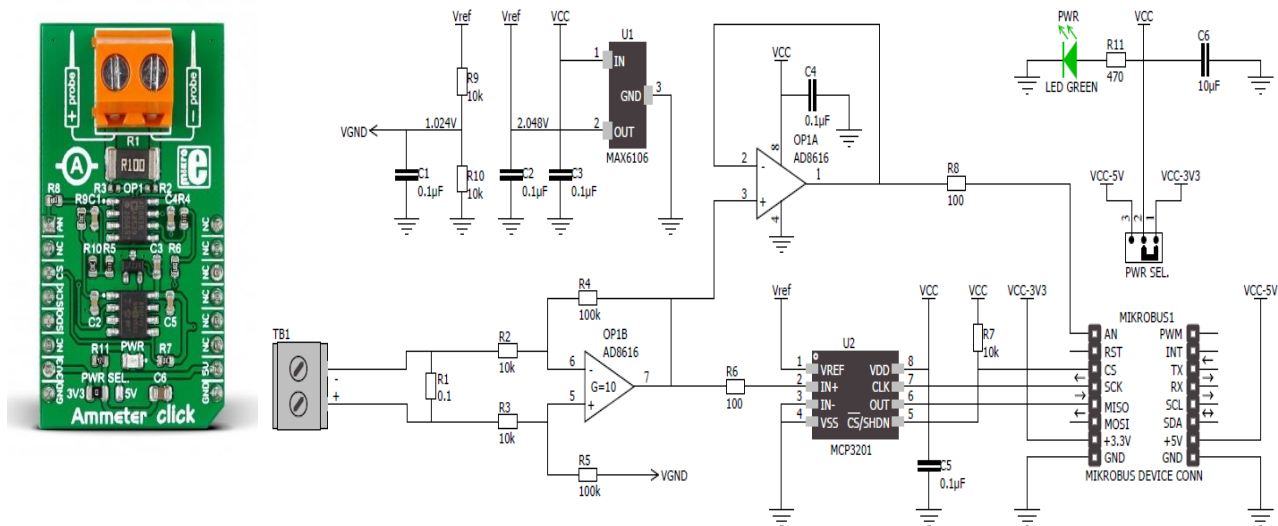 + probe
- probe
R1
R100
A
micro
e
R3 OP1 R2
R8
R9 C1
C4 R4
AN
NC
NC
NC
R10 R5
C3
R6
CS
NC
SCK
NC
SDO
NC
C2
C5
NC
R11
PWR
R7
3V3
5V
PWR SEL.
C6
GND
3V3
5V
GND
Ammeter click
Vref
R9
10k
VGND
1.024V
C1
0.1µF
R10
10k
Vref
VCC
2.048V
C2
0.1µF
C3
0.1µF
U1
1
IN
GND
3
2
OUT
MAX6106
VCC
C4
0.1µF
OP1A
AD8616
8
2
-
1
3
+
4
R8
100
PWR
LED GREEN
R11
470
VCC
C6
10µF
VCC-5V
VCC-3V3
3
2
1
PWR SEL.
TB1
-
+
R1
0.1
R2
10k
R3
10k
R4
100k
OP1B
AD8616
6
-
G=10
7
5
+
R5
100k
VGND
R6
100
Vref
VCC
VCC
R7
10k
U2
1 VREF VDD 8
2 IN+ CLK 7
3 IN- OUT 6
4 VSS CS/SHDN 5
MCP3201
C5
0.1µF
VCC-3V3
VCC-5V
MIKROBUS1
AN PWM
RST INT
CS TX
SCK RX
MISO SCL
MOSI SDA
+3.3V +5V
GND GND
MIKROBUS DEVICE CONN